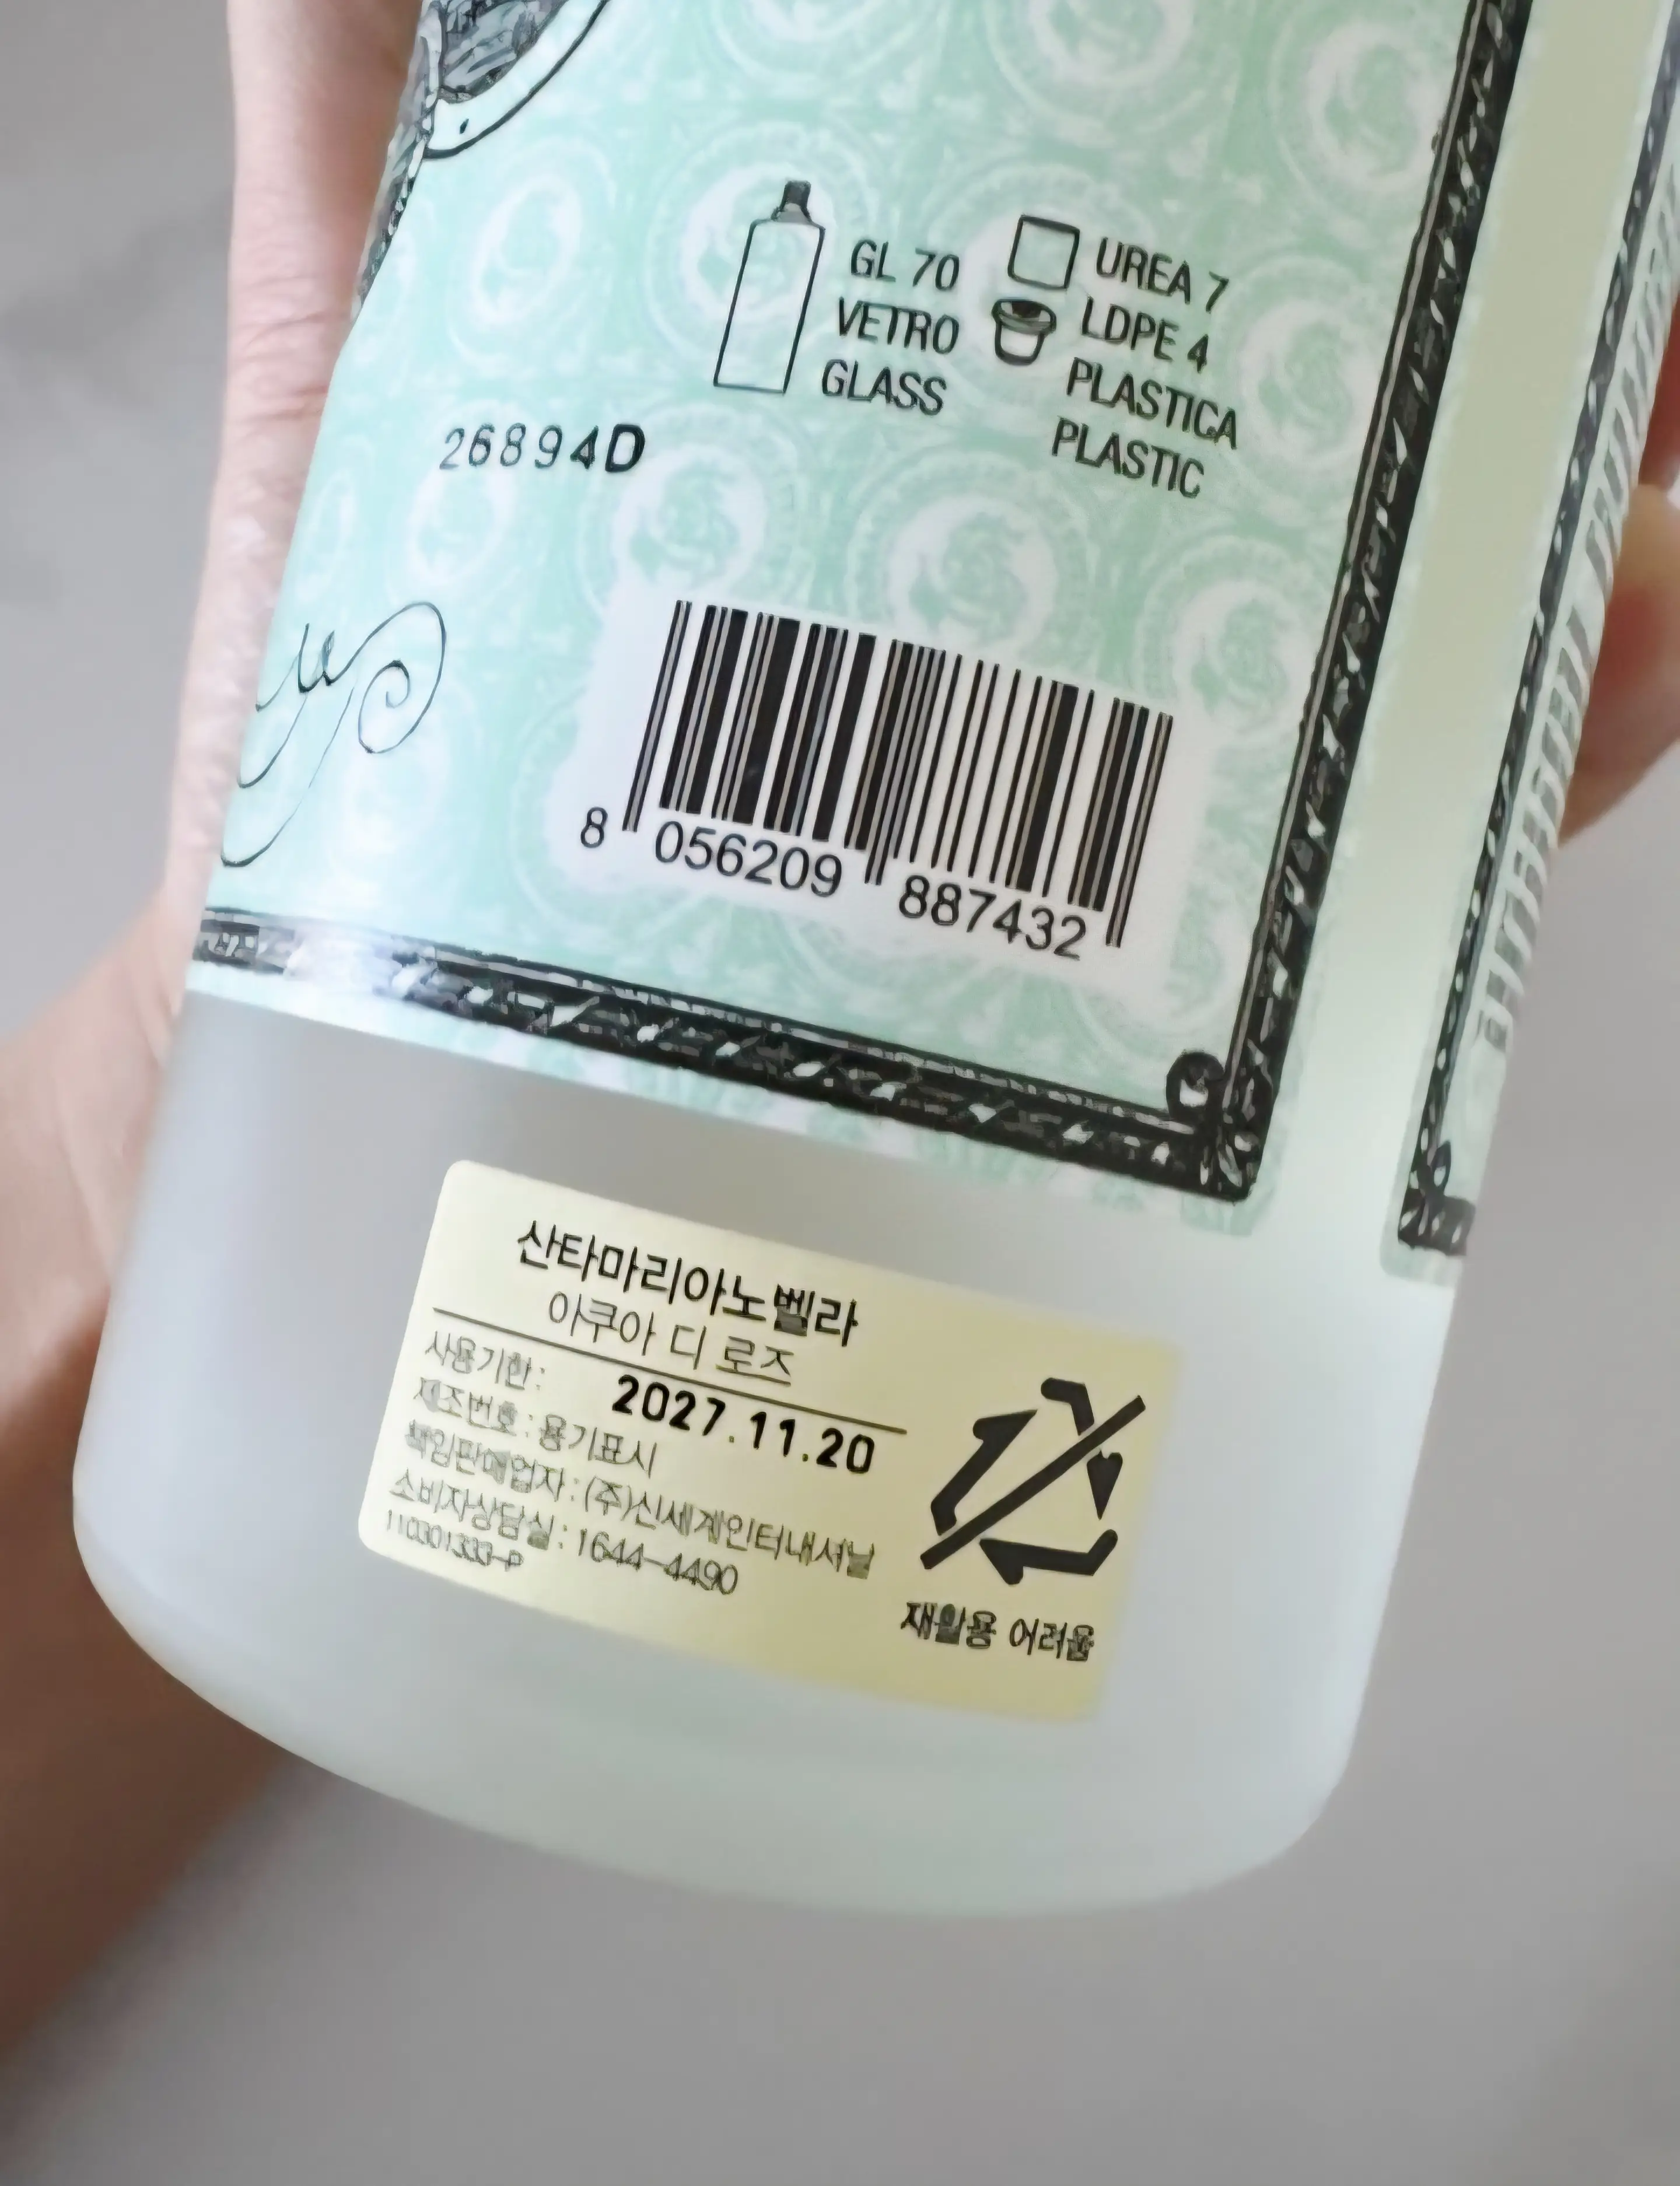 GL 70
VETRO
GLASS
UREA 7
LDPE 4
PLASTICA
PLASTIC
26894D
8 056209 887432
산타마리아노벨라
아쿠아 디 로즈
사용기한: 2027.11.20
제조번호 : 용기표시
책임판매업자 : (주)신세계인터내셔날
소비자상담실 : 1644-4490
재활용 어려움